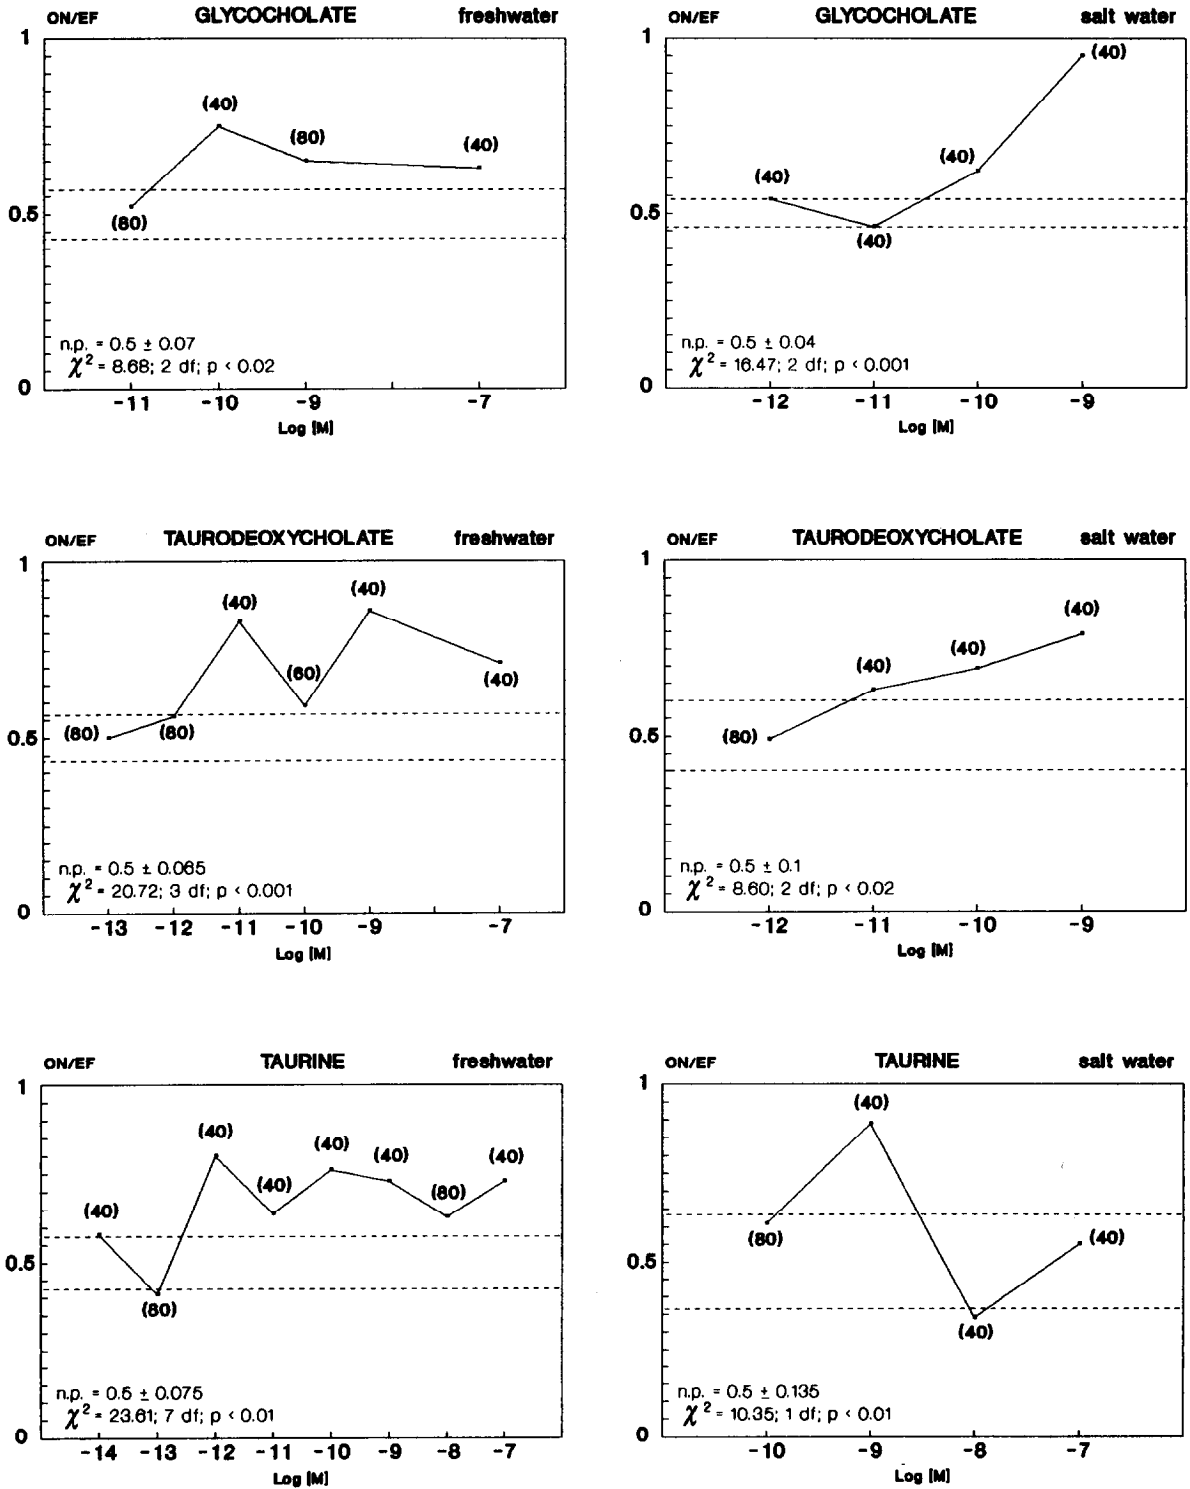 ON/EF GLYCOCHOLATE freshwater
1
(40)
(80)
(40)
0.5
(80)
n.p. = 0.5 ± 0.07
χ² = 8.68; 2 df; p < 0.02
0
-11 -10 -9 -7
Log [M]
ON/EF GLYCOCHOLATE salt water
1
(40)
(40)
(40)
0.5
(40)
n.p. = 0.5 ± 0.04
χ² = 16.47; 2 df; p < 0.001
0
-12 -11 -10 -9
Log [M]
ON/EF TAURODEOXYCHOLATE freshwater
1
(40)
(40)
(60)
(40)
0.5 (80) (80)
n.p. = 0.5 ± 0.065
χ² = 20.72; 3 df; p < 0.001
0
-13 -12 -11 -10 -9 -7
Log [M]
ON/EF TAURODEOXYCHOLATE salt water
1
(40)
(40)
(40)
0.5 (80)
n.p. = 0.5 ± 0.1
χ² = 8.60; 2 df; p < 0.02
0
-12 -11 -10 -9
Log [M]
ON/EF TAURINE freshwater
1
(40) (40) (40) (40)
(40) (40) (80)
0.5
(80)
n.p. = 0.5 ± 0.075
χ² = 23.61; 7 df; p < 0.01
0
-14 -13 -12 -11 -10 -9 -8 -7
Log [M]
ON/EF TAURINE salt water
1
(40)
(80) (40)
0.5
(40)
n.p. = 0.5 ± 0.135
χ² = 10.35; 1 df; p < 0.01
0
-10 -9 -8 -7
Log [M]